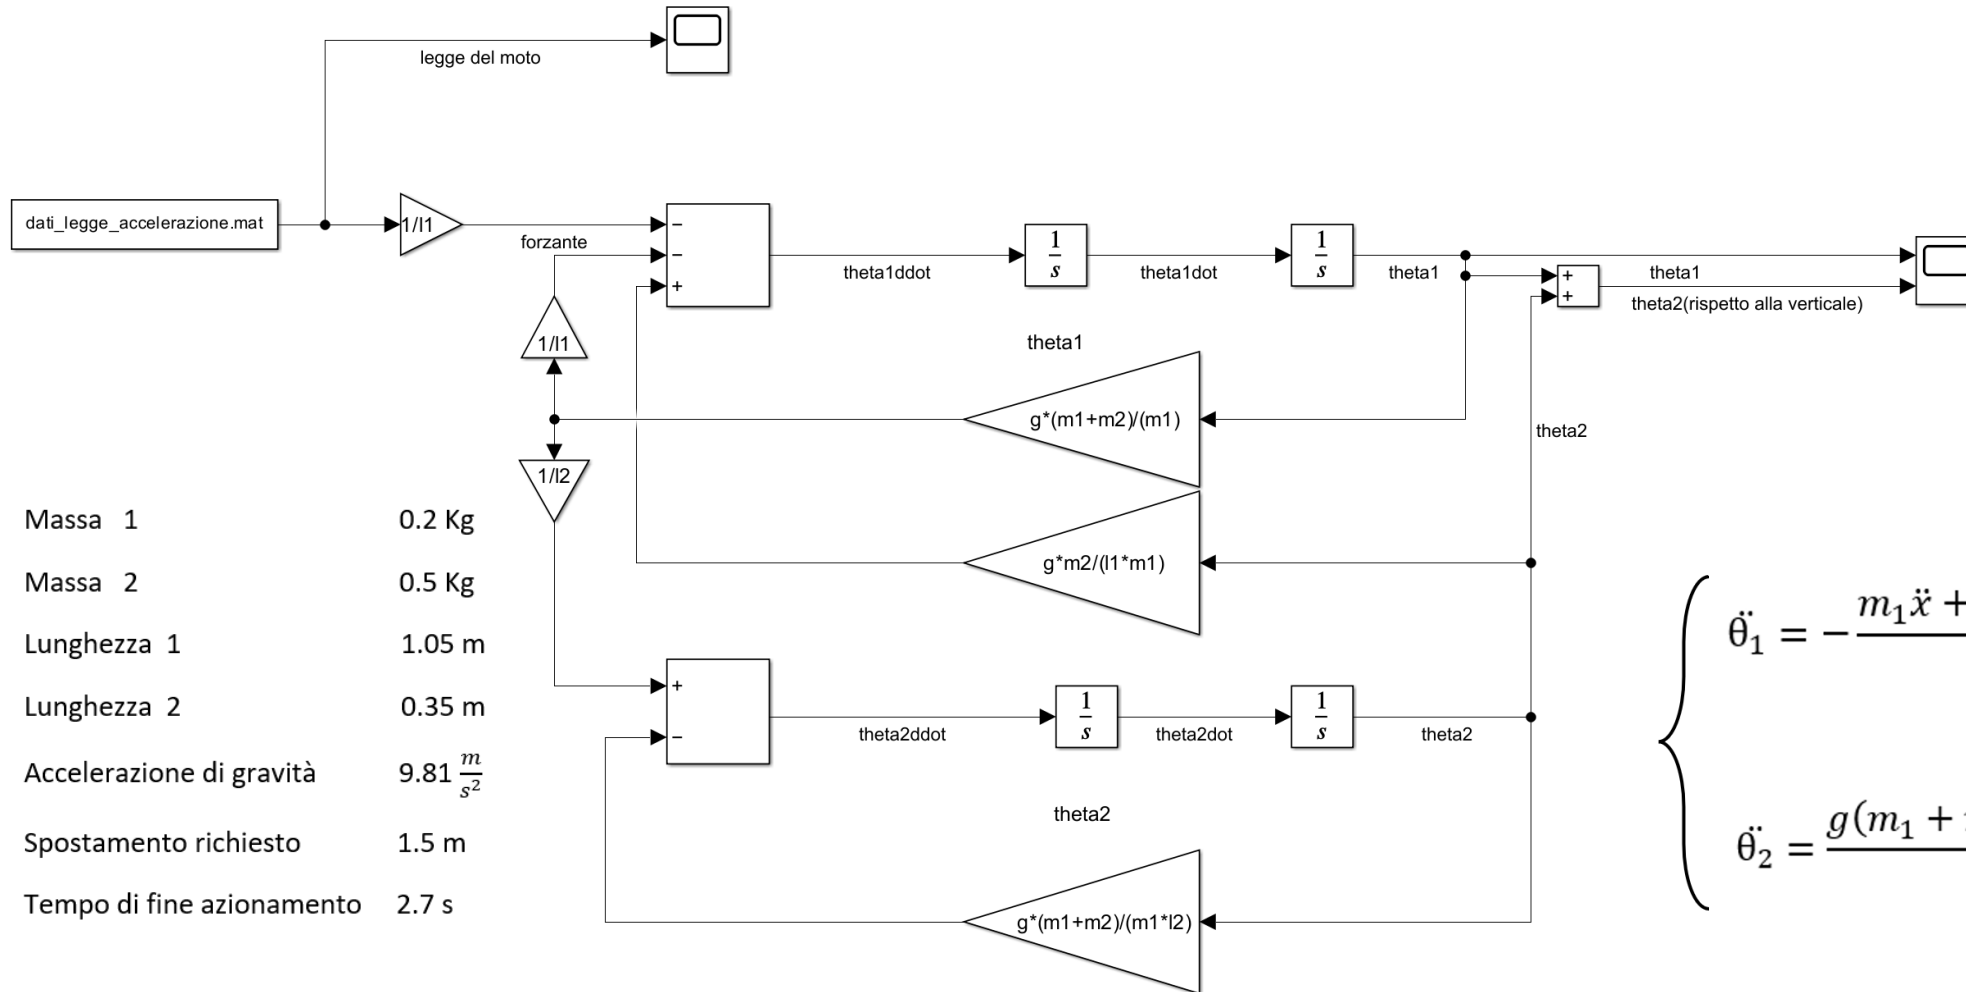 legge del moto
dati_legge_accelerazione.mat
1/l1
forzante
−
−
+
theta1ddot
1/s
theta1dot
1/s
theta1
+
+
theta1
theta2(rispetto alla verticale)
1/l1
theta1
g*(m1+m2)/(m1)
theta2
1/l2
g*m2/(l1*m1)
Massa 1 0.2 Kg
Massa 2 0.5 Kg
Lunghezza 1 1.05 m
Lunghezza 2 0.35 m
Accelerazione di gravità 9.81 m/s²
Spostamento richiesto 1.5 m
Tempo di fine azionamento 2.7 s
+
−
theta2ddot
1/s
theta2dot
1/s
theta2
theta2
g*(m1+m2)/(m1*l2)
θ̈₁ = − m₁ẍ +
θ̈₂ = g(m₁ +